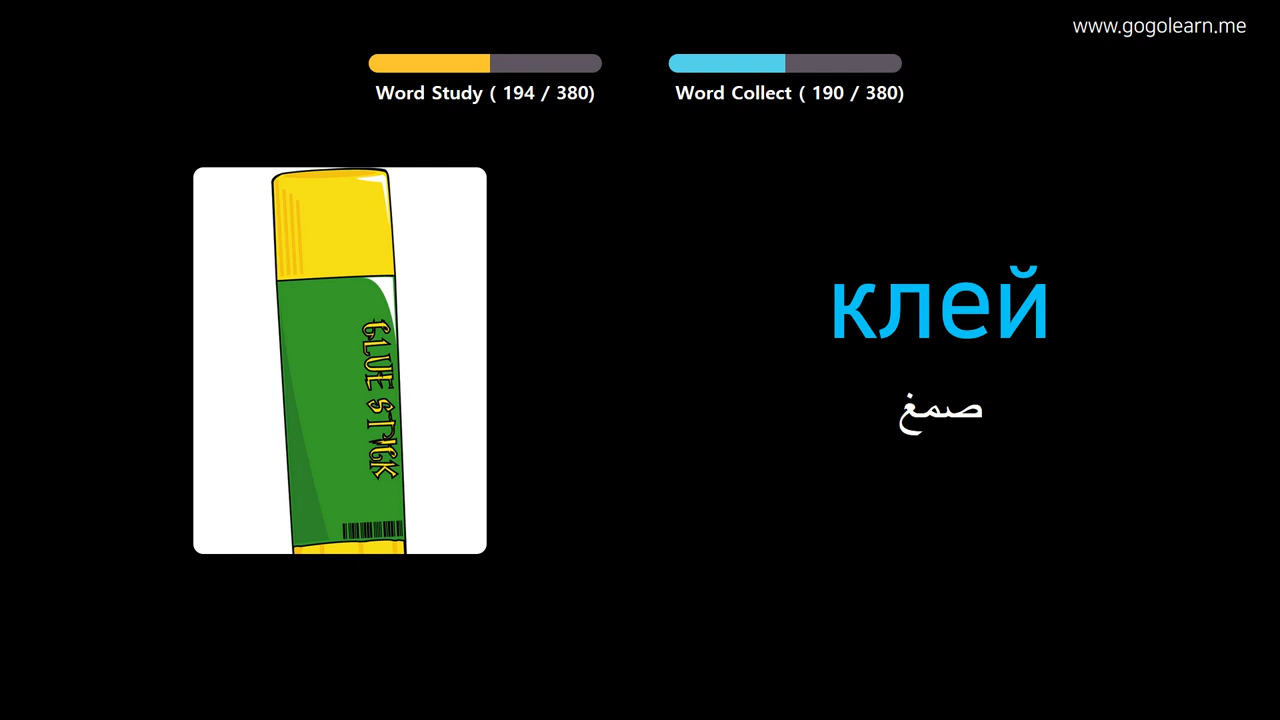 www.gogolearn.me
Word Study ( 194 / 380)
Word Collect ( 190 / 380)
GLUE STICK
клей
صمغ